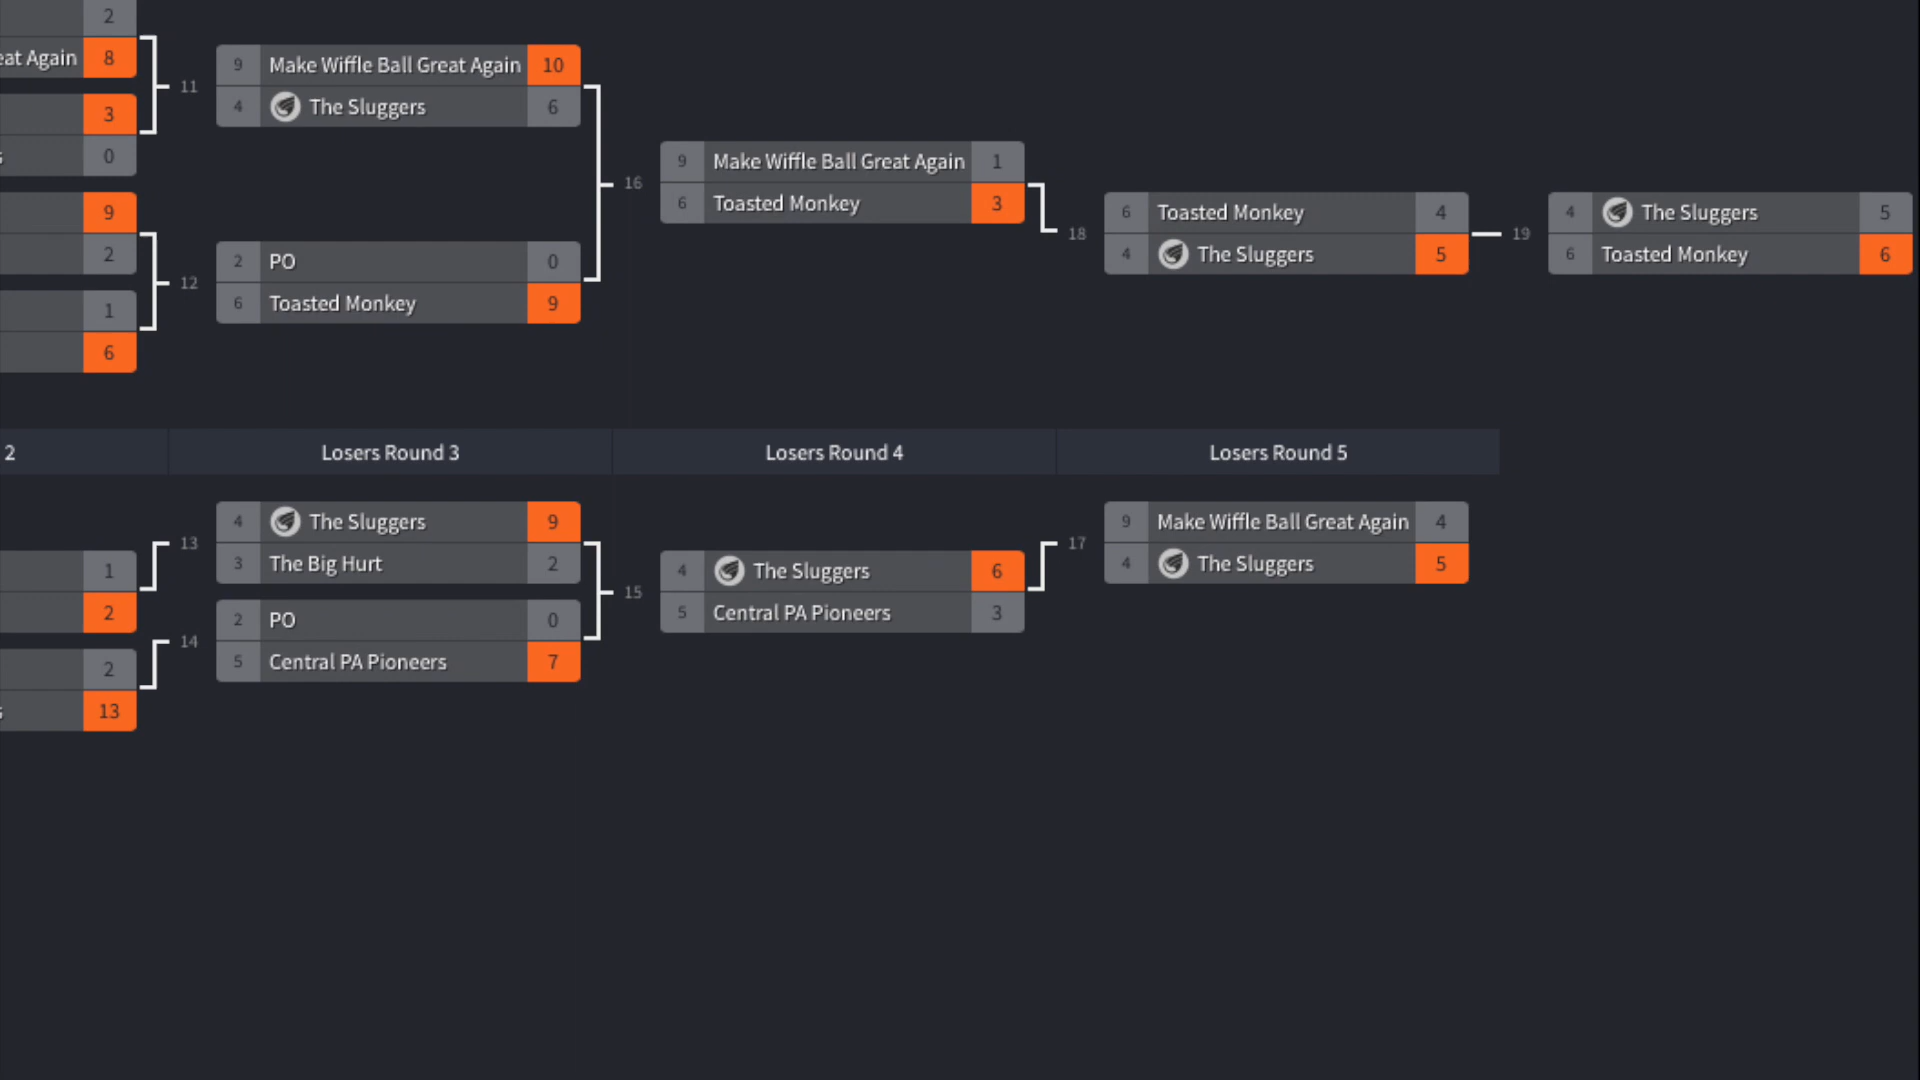 2
eat Again 8
3
s 0
9
2
1
6
11
9 Make Wiffle Ball Great Again 10
4 The Sluggers 6
12
2 PO 0
6 Toasted Monkey 9
16
9 Make Wiffle Ball Great Again 1
6 Toasted Monkey 3
18
6 Toasted Monkey 4
4 The Sluggers 5
19
4 The Sluggers 5
6 Toasted Monkey 6
2 Losers Round 3 Losers Round 4 Losers Round 5
1
2
2
s 13
13
4 The Sluggers 9
3 The Big Hurt 2
14
2 PO 0
5 Central PA Pioneers 7
15
4 The Sluggers 6
5 Central PA Pioneers 3
17
9 Make Wiffle Ball Great Again 4
4 The Sluggers 5